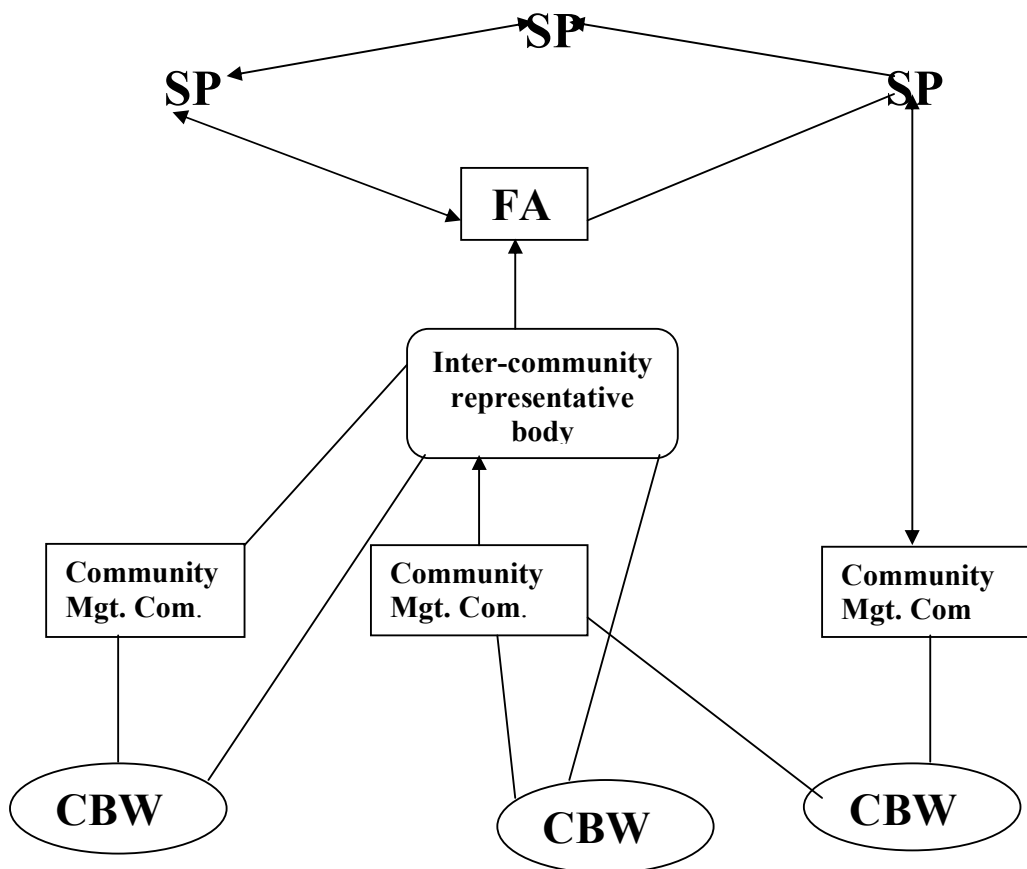 SP
SP
SP
FA
Inter-community
representative
body
Community
Mgt. Com.
Community
Mgt. Com.
Community
Mgt. Com
CBW
CBW
CBW